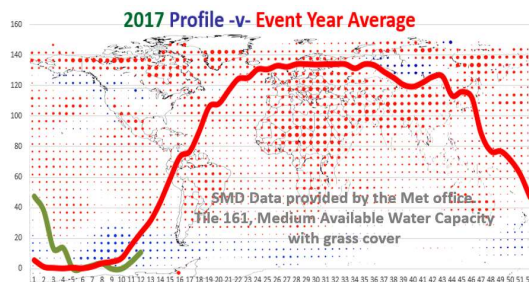 2017 Profile -v- Event Year Average
160
140
120
100
80
60
40
20
0
SMD Data provided by the Met office
Tile 161, Medium Available Water Capacity
with grass cover
1 2 3 4 5 6 7 8 9 10 11 12 13 14 15 16 17 18 19 20 21 22 23 24 25 26 27 28 29 30 31 32 33 34 35 36 37 38 39 40 41 42 43 44 45 46 47 48 49 50 51 5